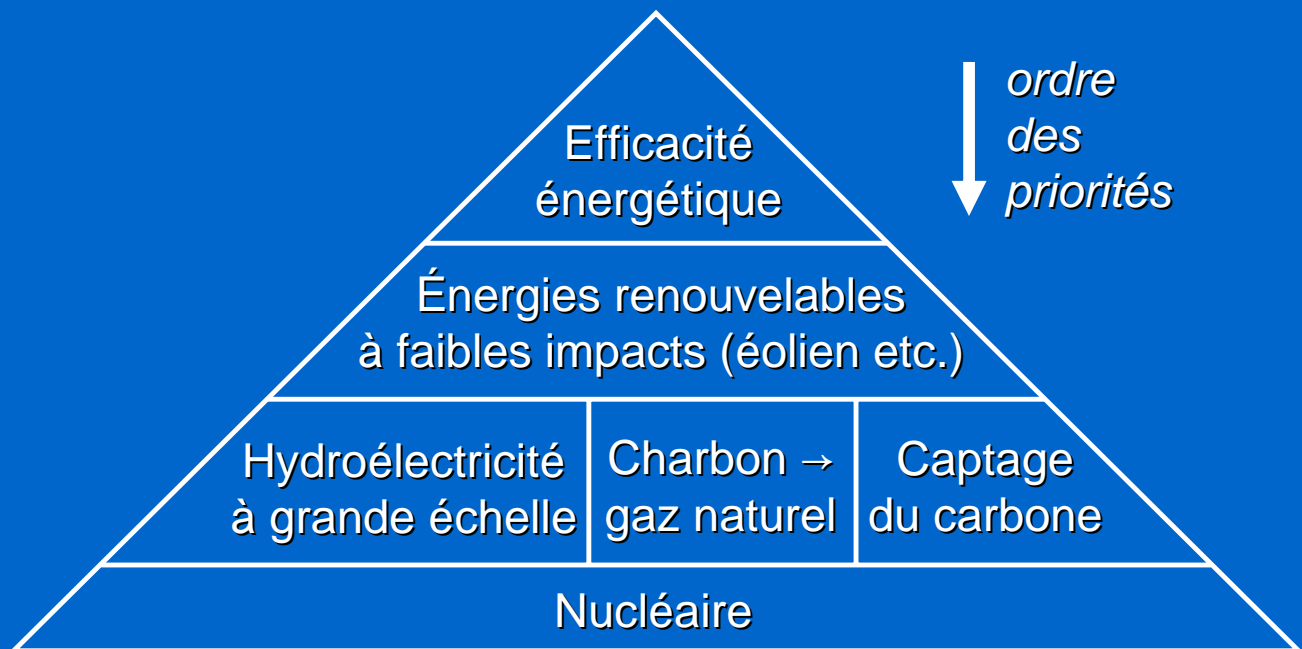 ordre
des
priorités
Efficacité
énergétique
Énergies renouvelables
à faibles impacts (éolien etc.)
Hydroélectricité
à grande échelle
Charbon →
gaz naturel
Captage
du carbone
Nucléaire